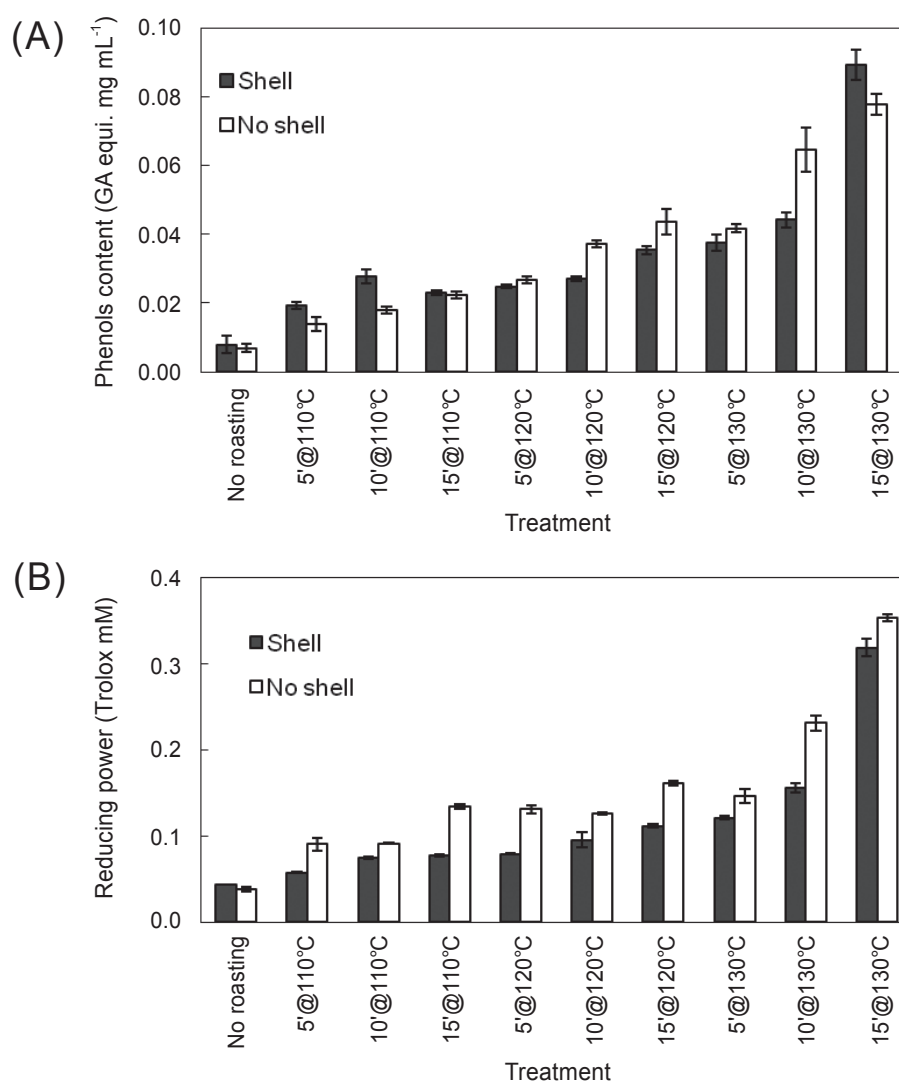 (A)
Phenols content (GA equi. mg mL-1)
0.10
0.08
0.06
0.04
0.02
0.00
Shell
No shell
No roasting
5'@110℃
10'@110℃
15'@110℃
5'@120℃
10'@120℃
15'@120℃
5'@130℃
10'@130℃
15'@130℃
Treatment
(B)
Reducing power (Trolox mM)
0.4
0.3
0.2
0.1
0.0
Shell
No shell
No roasting
5'@110℃
10'@110℃
15'@110℃
5'@120℃
10'@120℃
15'@120℃
5'@130℃
10'@130℃
15'@130℃
Treatment